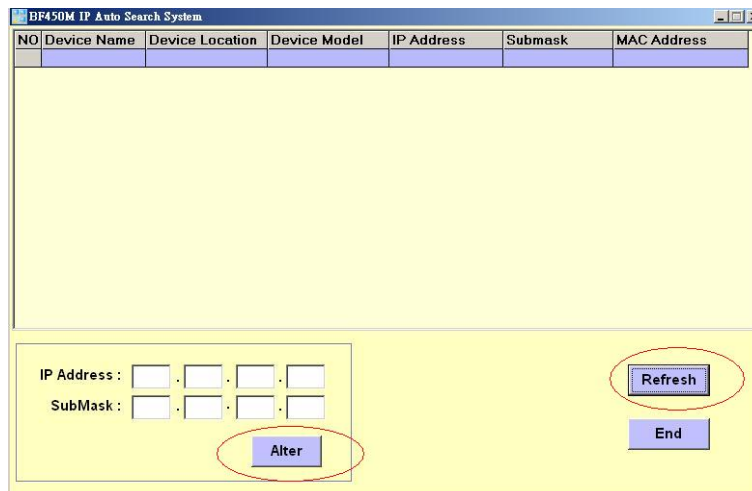 BF450M IP Auto Search System
NO Device Name Device Location Device Model IP Address Submask MAC Address
IP Address : . . .
SubMask : . . .
Alter
Refresh
End